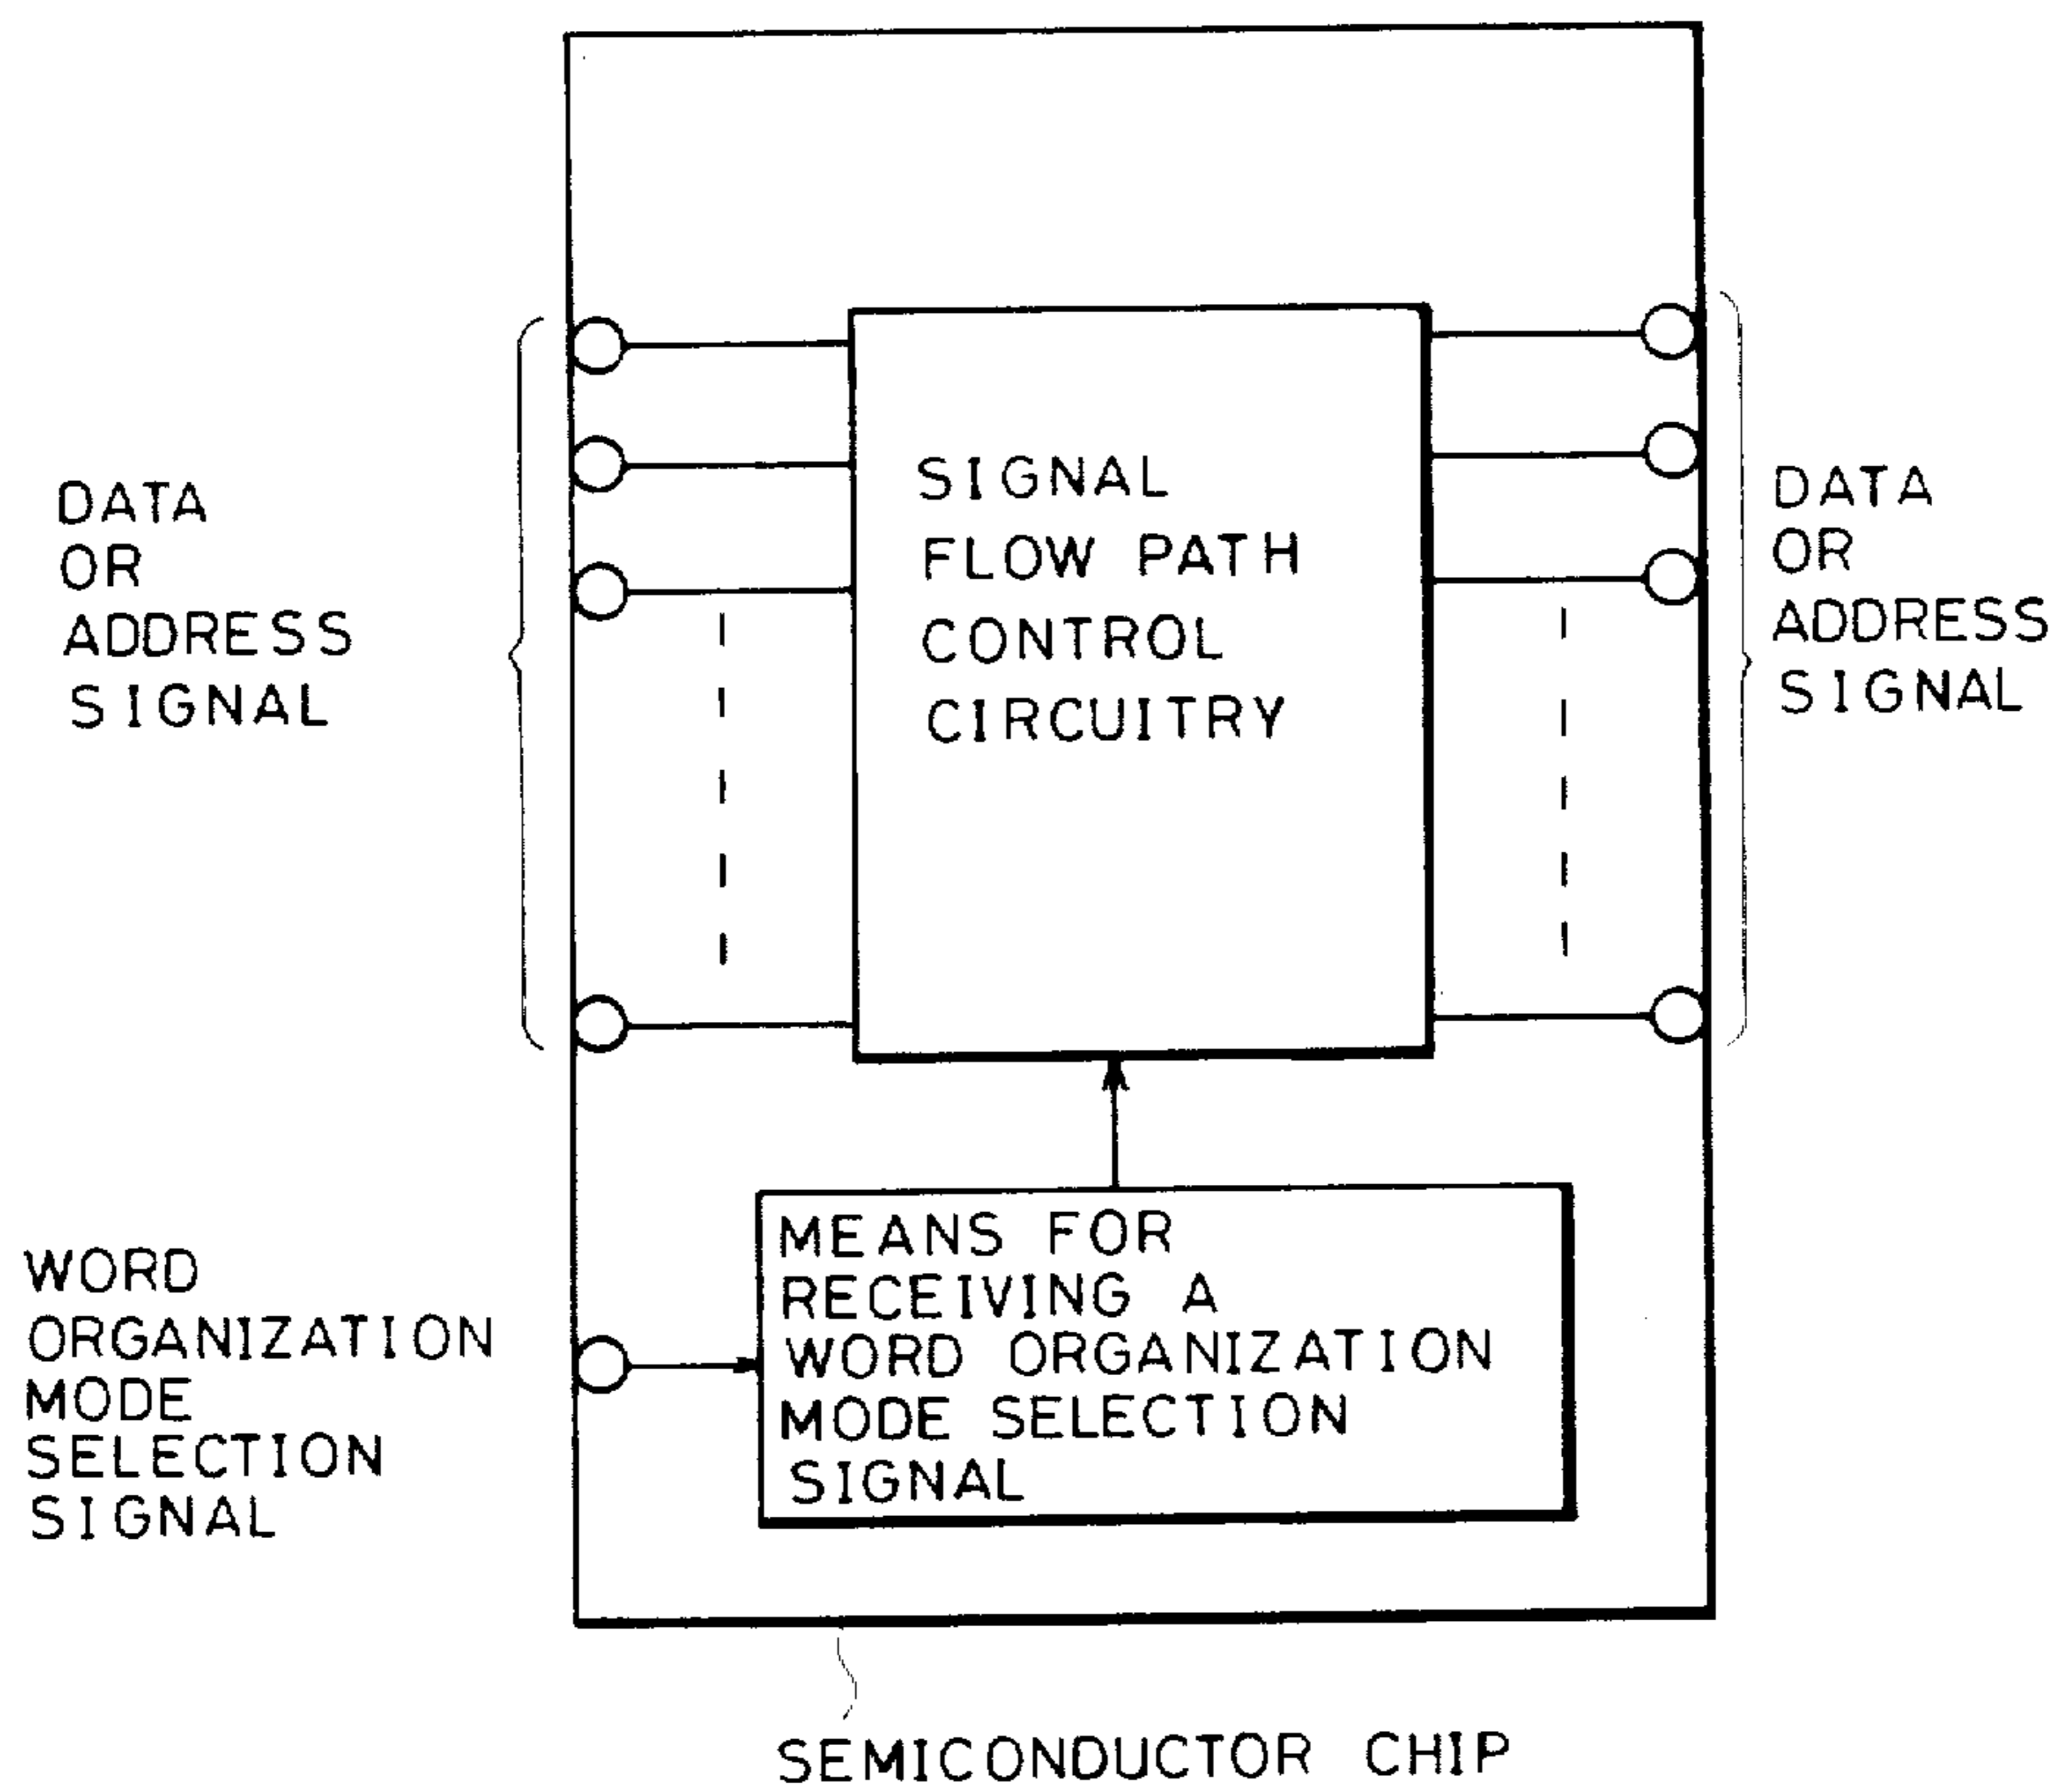 DATA
OR
ADDRESS
SIGNAL
SIGNAL
FLOW PATH
CONTROL
CIRCUITRY
DATA
OR
ADDRESS
SIGNAL
WORD
ORGANIZATION
MODE
SELECTION
SIGNAL
MEANS FOR
RECEIVING A
WORD ORGANIZATION
MODE SELECTION
SIGNAL
SEMICONDUCTOR CHIP